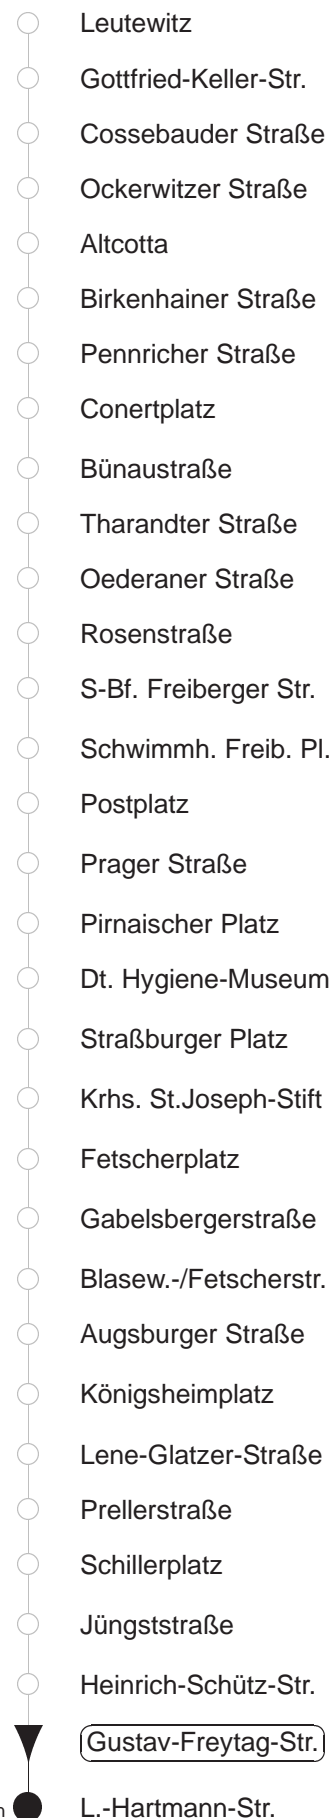 Leutewitz
Gottfried-Keller-Str.
Cossebauder Straße
Ockerwitzer Straße
Altcotta
Birkenhainer Straße
Pennricher Straße
Conertplatz
Bünaustraße
Tharandter Straße
Oederaner Straße
Rosenstraße
S-Bf. Freiberger Str.
Schwimmh. Freib. Pl.
Postplatz
Prager Straße
Pirnaischer Platz
Dt. Hygiene-Museum
Straßburger Platz
Krhs. St.Joseph-Stift
Fetscherplatz
Gabelsbergerstraße
Blasew.-/Fetscherstr.
Augsburger Straße
Königsheimplatz
Lene-Glatzer-Straße
Prellerstraße
Schillerplatz
Jüngststraße
Heinrich-Schütz-Str.
Gustav-Freytag-Str.
L.-Hartmann-Str.